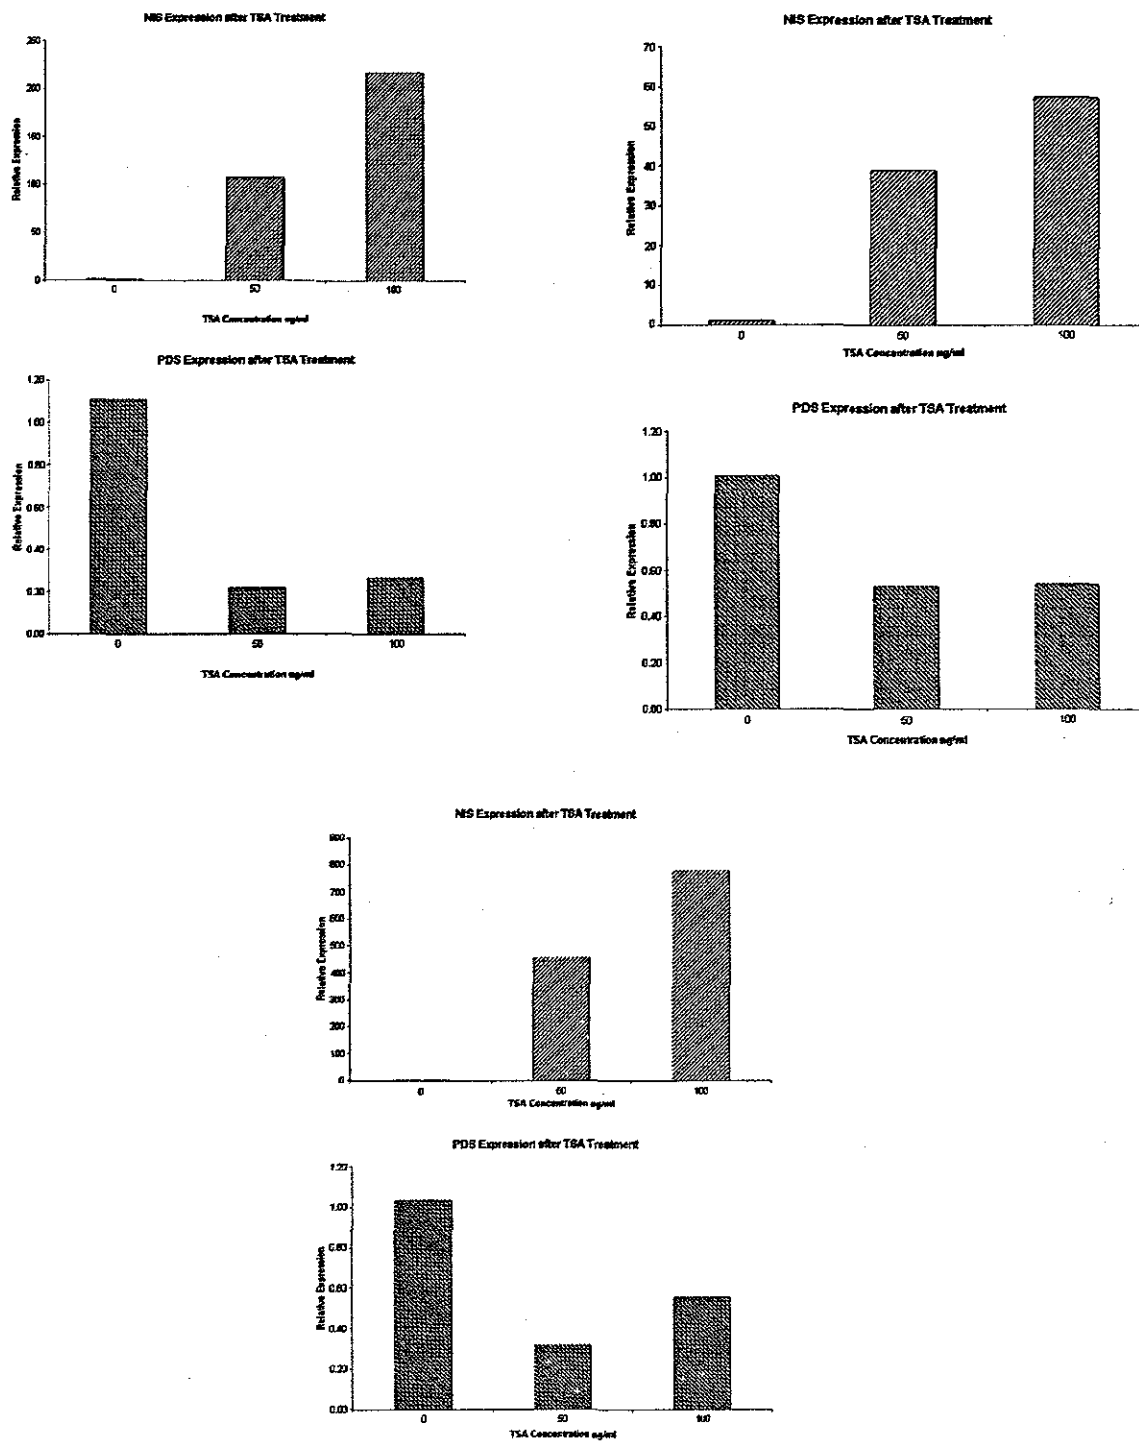 NIS Expression after TSA Treatment
250
200
150
100
50
0
Relative Expression
0 50 100
TSA Concentration ng/ml
NIS Expression after TSA Treatment
70
60
50
40
30
20
10
0
Relative Expression
0 50 100
TSA Concentration ng/ml
PDS Expression after TSA Treatment
1.20
1.00
0.80
0.60
0.40
0.20
0.00
Relative Expression
0 50 100
TSA Concentration ng/ml
PDS Expression after TSA Treatment
1.20
1.00
0.80
0.60
0.40
0.20
0.00
Relative Expression
0 50 100
TSA Concentration ng/ml
NIS Expression after TSA Treatment
900
800
700
600
500
400
300
200
100
0
Relative Expression
0 50 100
TSA Concentration ng/ml
PDS Expression after TSA Treatment
1.20
1.00
0.80
0.60
0.40
0.20
0.00
Relative Expression
0 50 100
TSA Concentration ng/ml